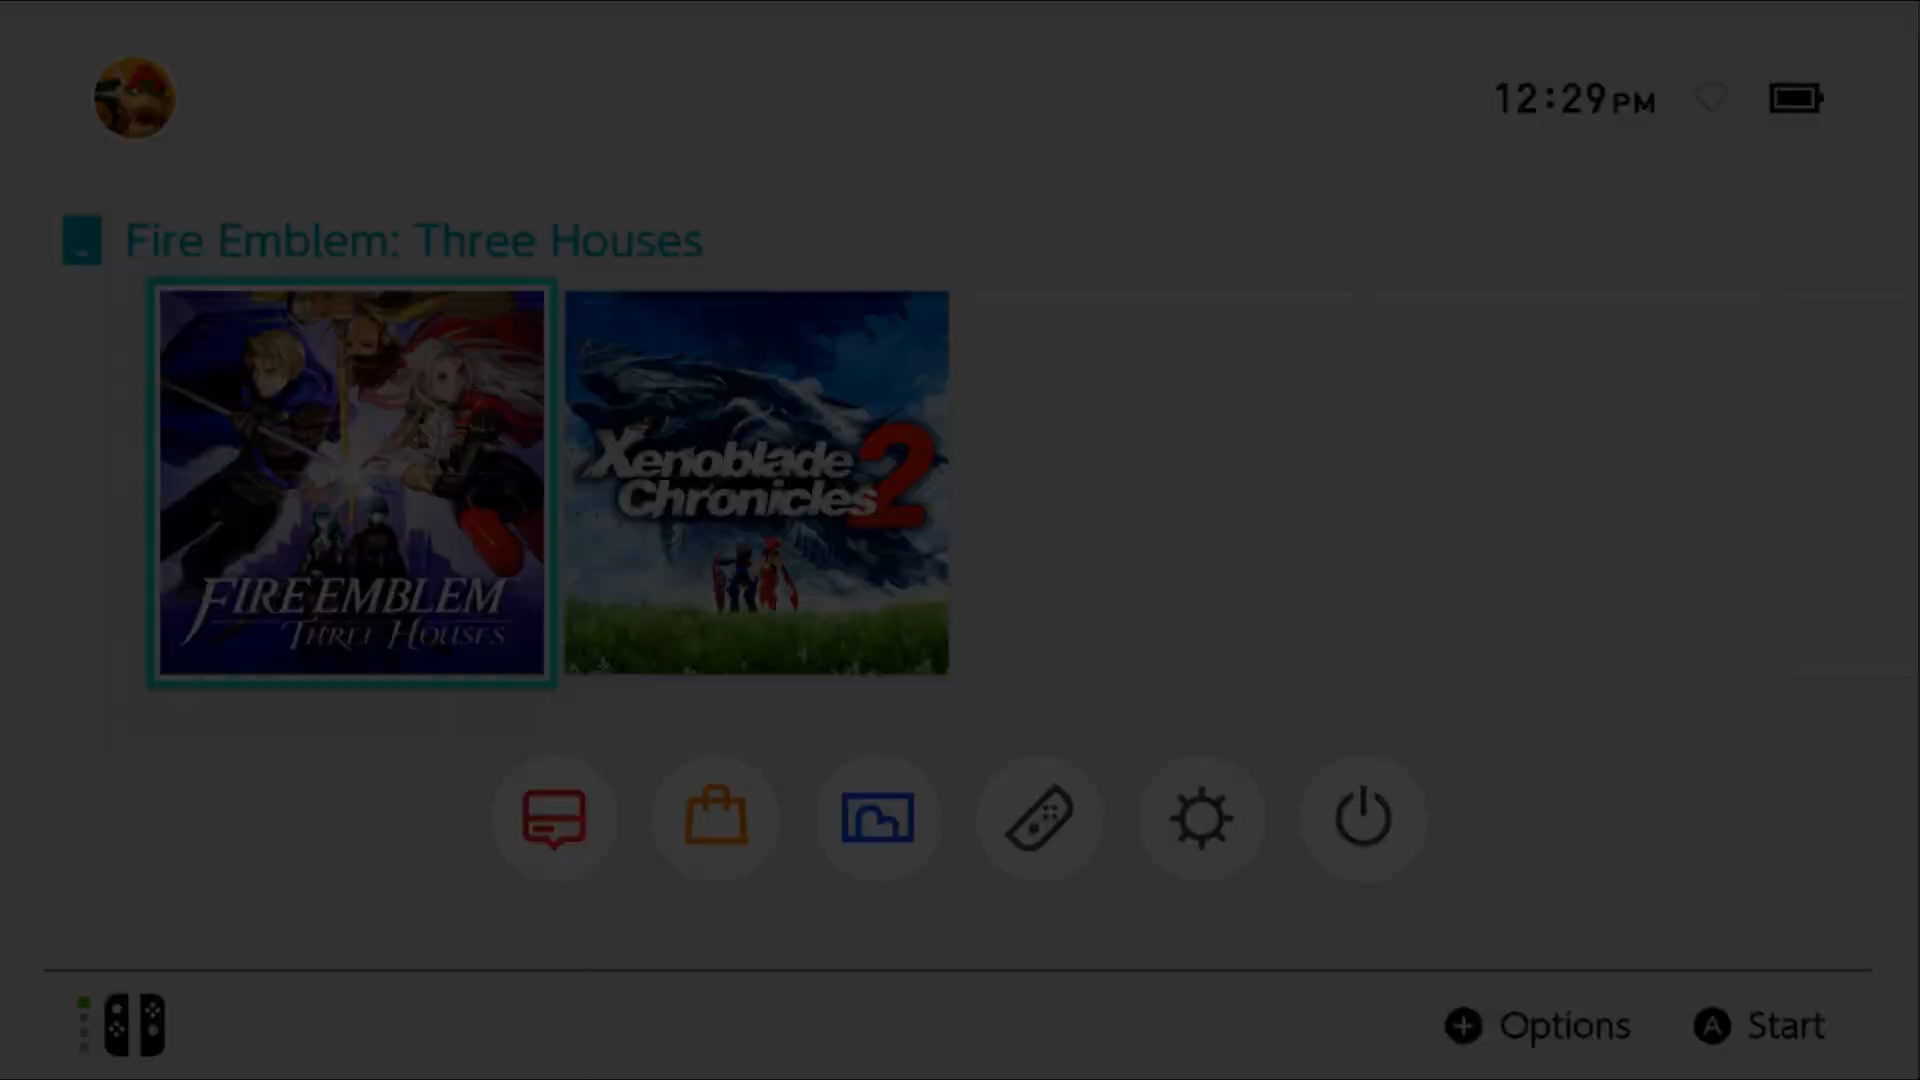 12:29 PM
Fire Emblem: Three Houses
FIRE EMBLEM
THREE HOUSES
Xenoblade
Chronicles 2
Options
A Start